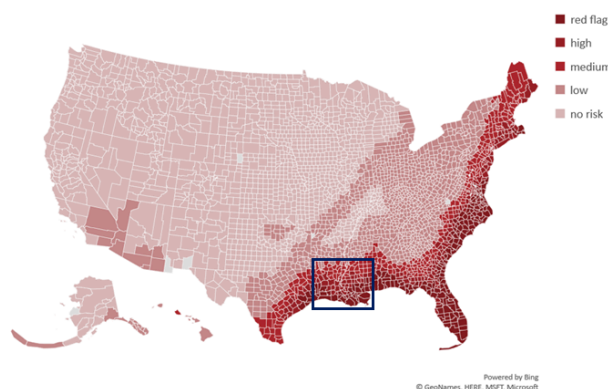 red flag
high
medium
low
no risk
Powered by Bing
© GeoNames, HERE, MSFT, Microsoft